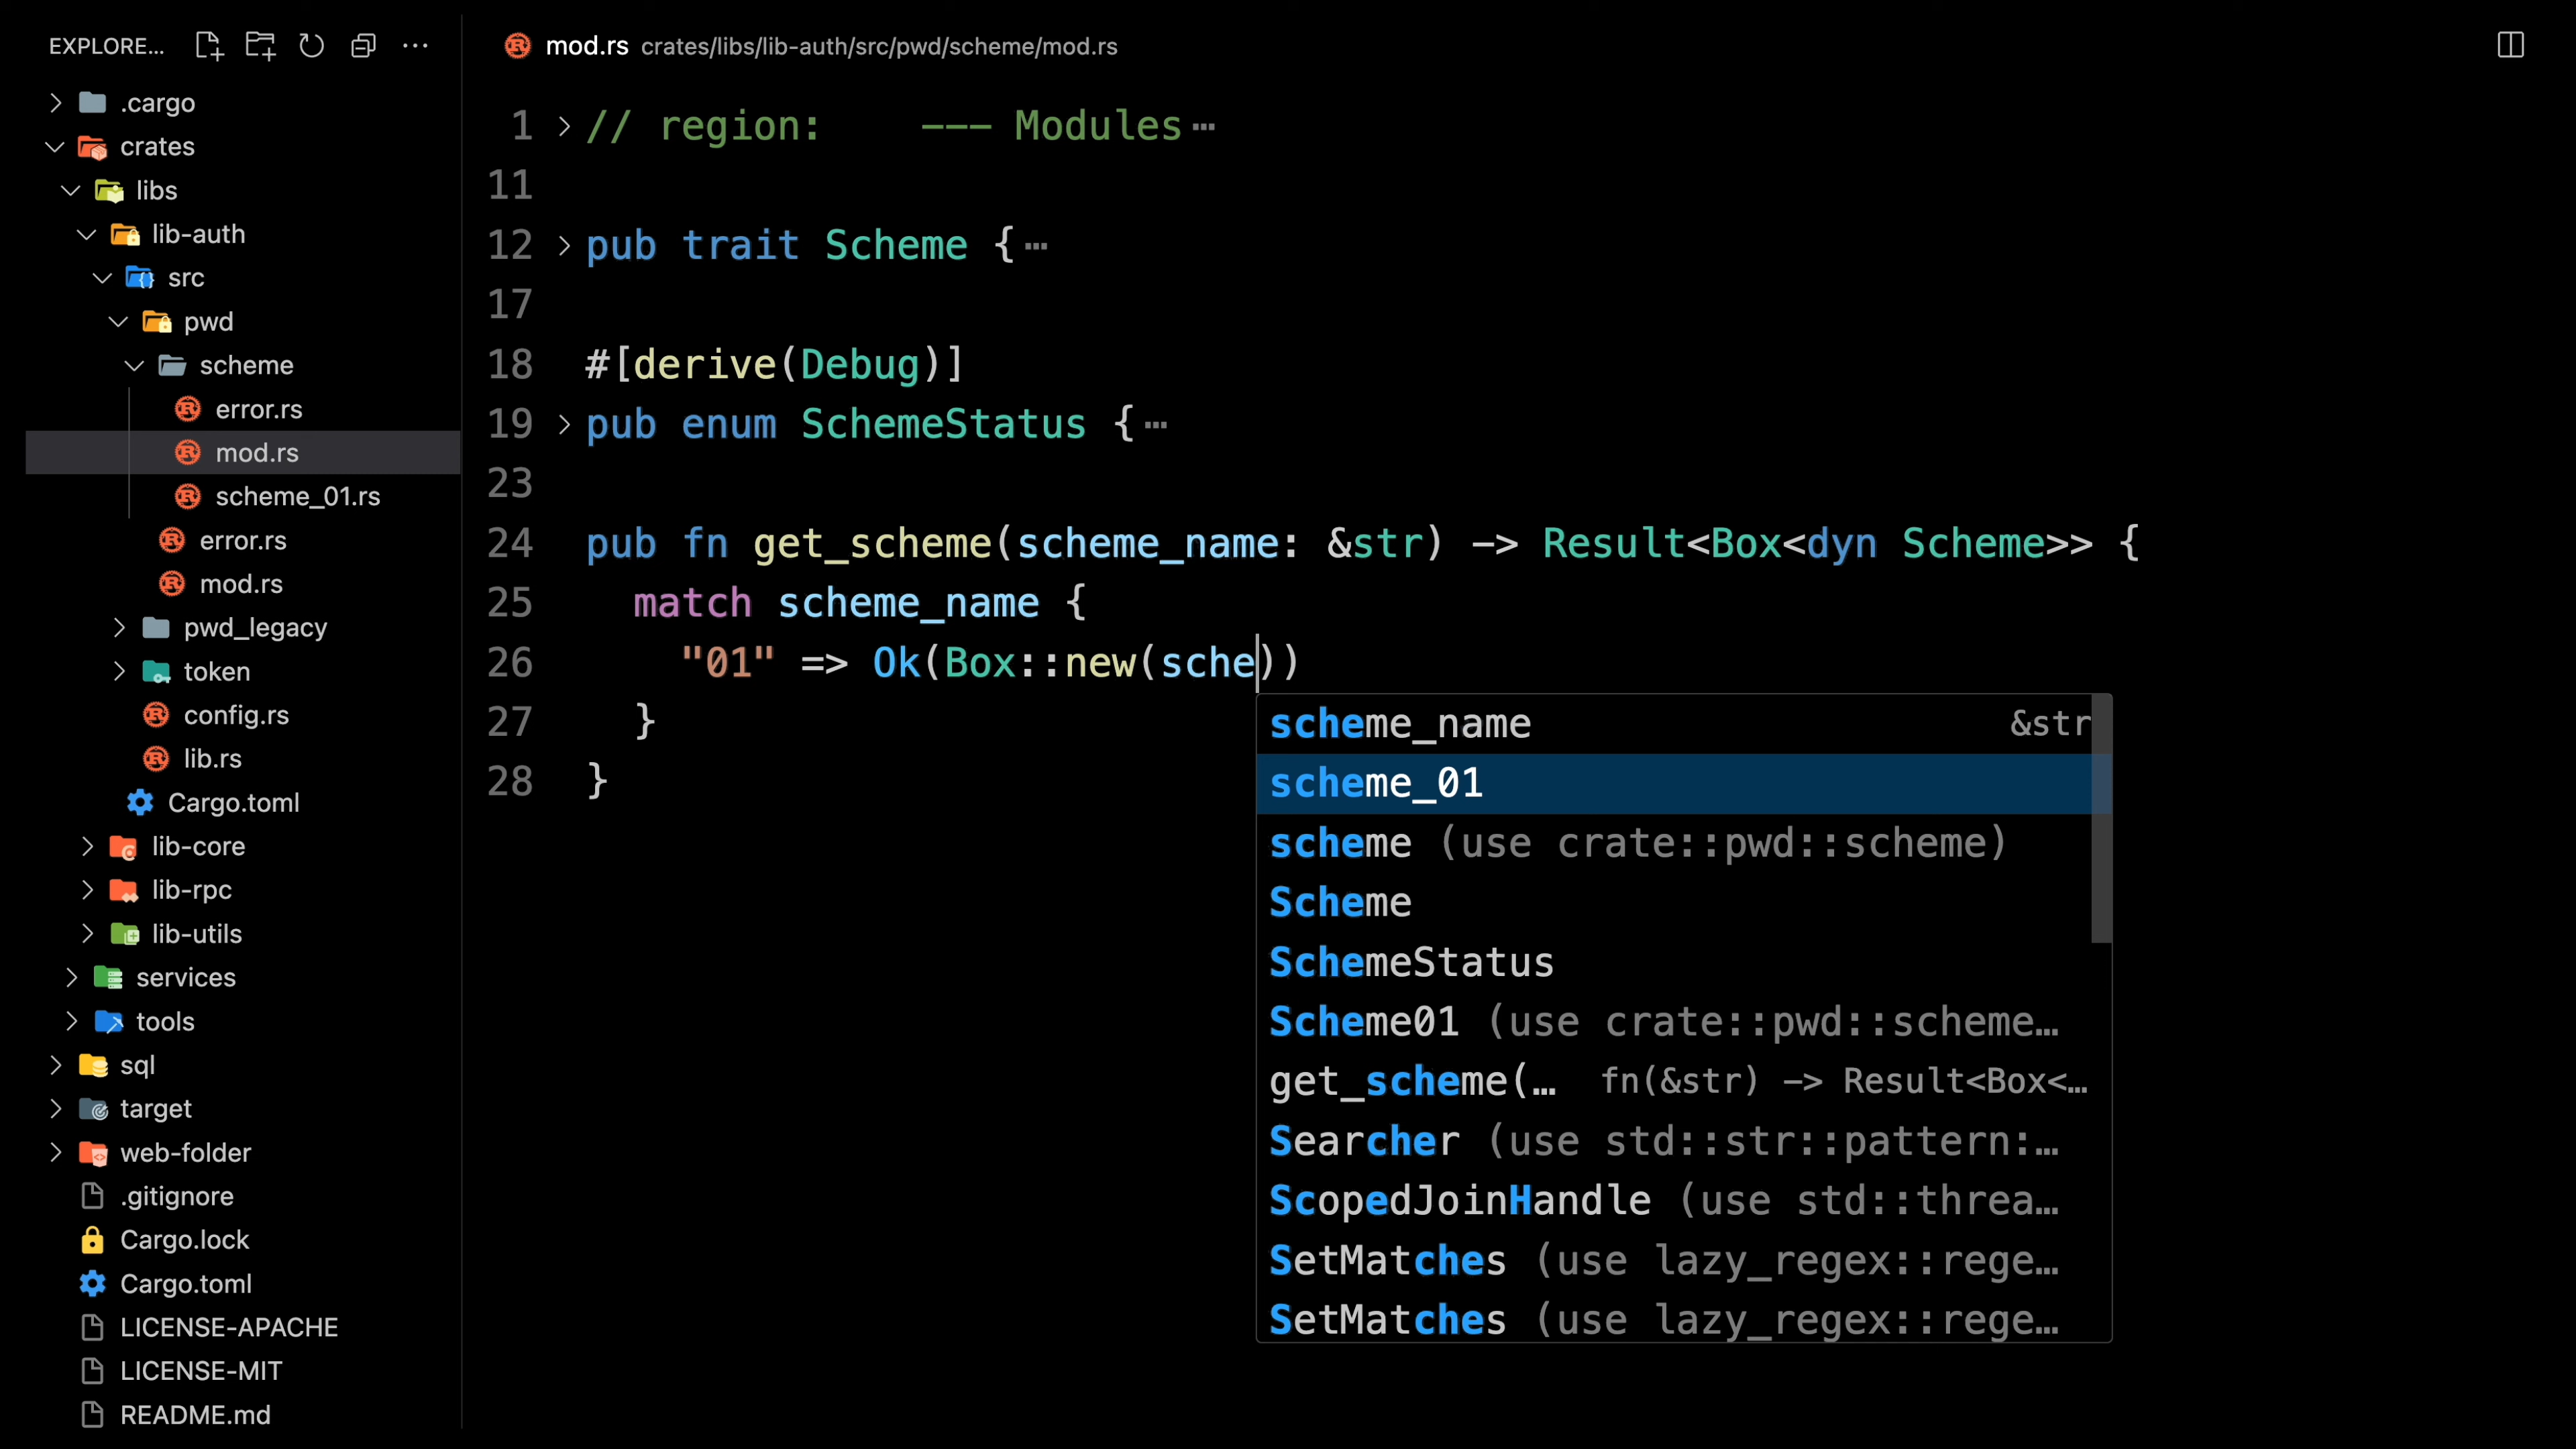 EXPLORE...
.cargo
crates
libs
lib-auth
src
pwd
scheme
error.rs
mod.rs
scheme_01.rs
error.rs
mod.rs
pwd_legacy
token
config.rs
lib.rs
Cargo.toml
lib-core
lib-rpc
lib-utils
services
tools
sql
target
web-folder
.gitignore
Cargo.lock
Cargo.toml
LICENSE-APACHE
LICENSE-MIT
README.md
mod.rs crates/libs/lib-auth/src/pwd/scheme/mod.rs
1 // region:    --- Modules…
11
12 pub trait Scheme {…
17
18 #[derive(Debug)]
19 pub enum SchemeStatus {…
23
24 pub fn get_scheme(scheme_name: &str) -> Result<Box<dyn Scheme>> {
25 match scheme_name {
26 "01" => Ok(Box::new(sche))
27 }
28 }
scheme_name &str
scheme_01
scheme (use crate::pwd::scheme)
Scheme
SchemeStatus
Scheme01 (use crate::pwd::scheme…
get_scheme(… fn(&str) -> Result<Box<…
Searcher (use std::str::pattern:…
ScopedJoinHandle (use std::threa…
SetMatches (use lazy_regex::rege…
SetMatches (use lazy_regex::rege…